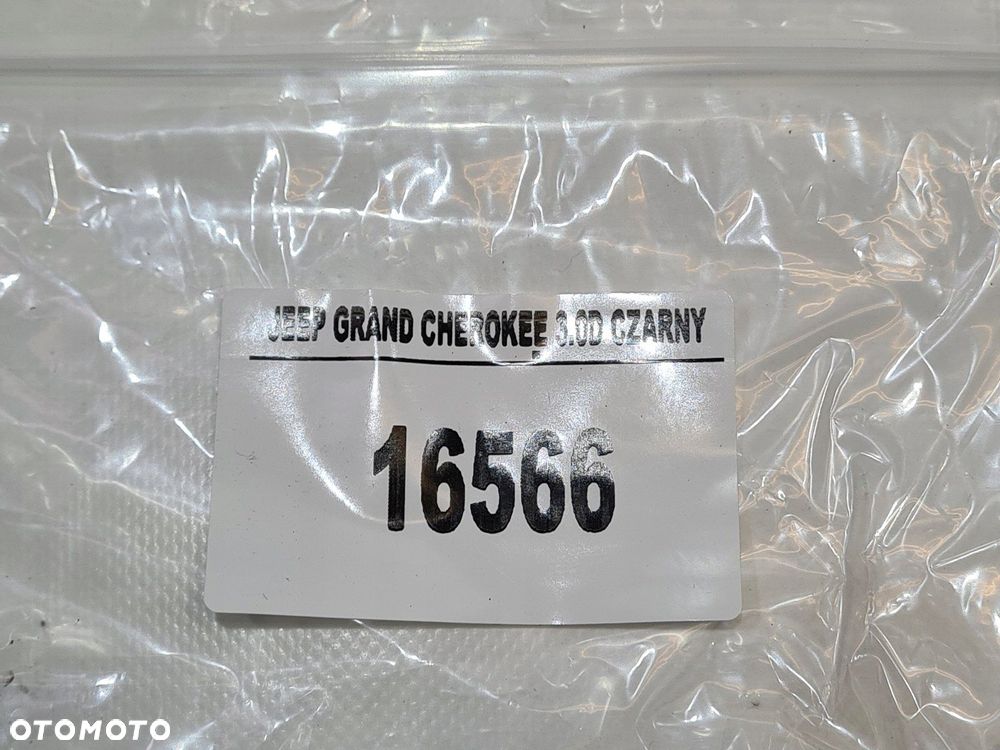 JEEP GRAND CHEROKEE 3.0D CZARNY
16566
OTOMOTO